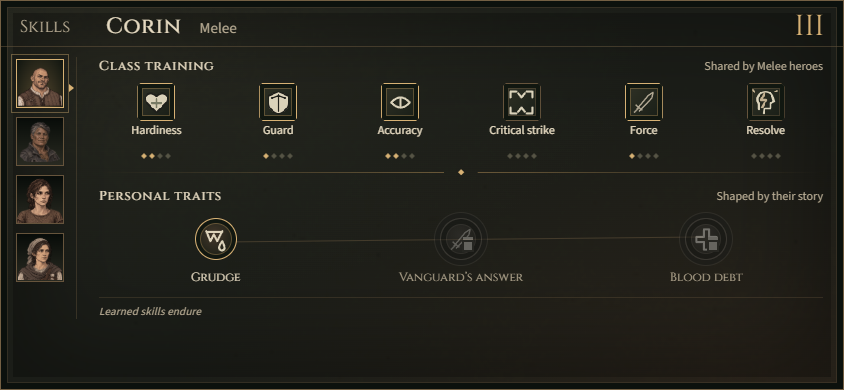 Skills
Corin Melee
III
Class training
Shared by Melee heroes
Hardiness
Guard
Accuracy
Critical strike
Force
Resolve
Personal traits
Shaped by their story
Grudge
Vanguard's answer
Blood debt
Learned skills endure